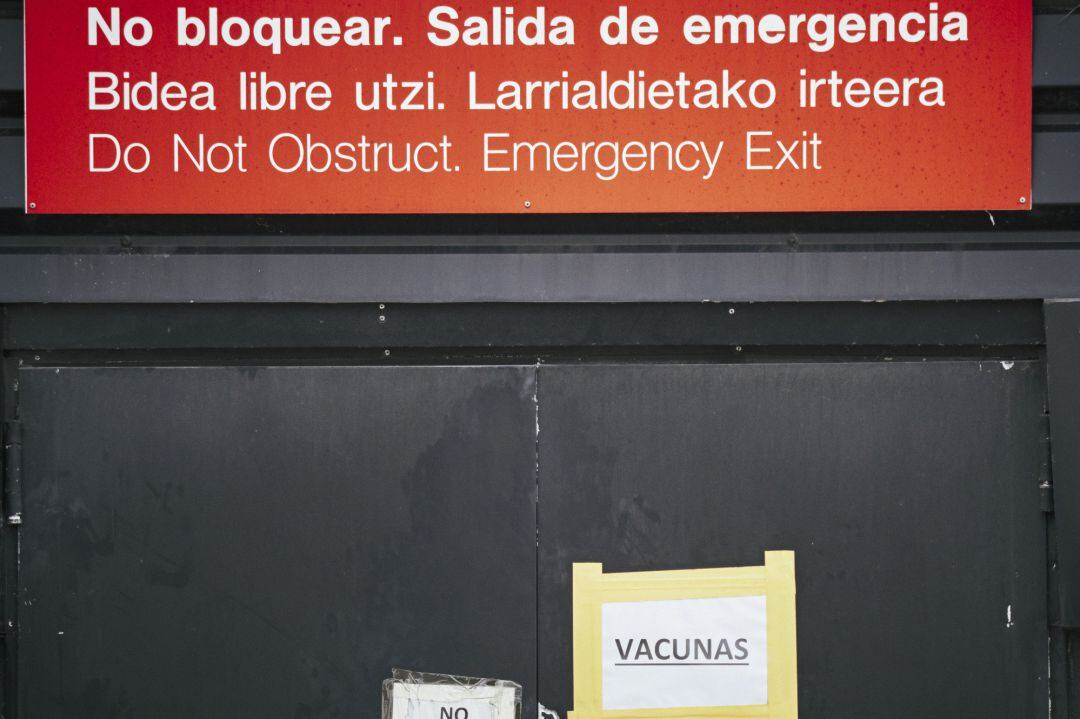 No bloquear. Salida de emergencia
Bidea libre utzi. Larrialdietako irteera
Do Not Obstruct. Emergency Exit
VACUNAS
NO